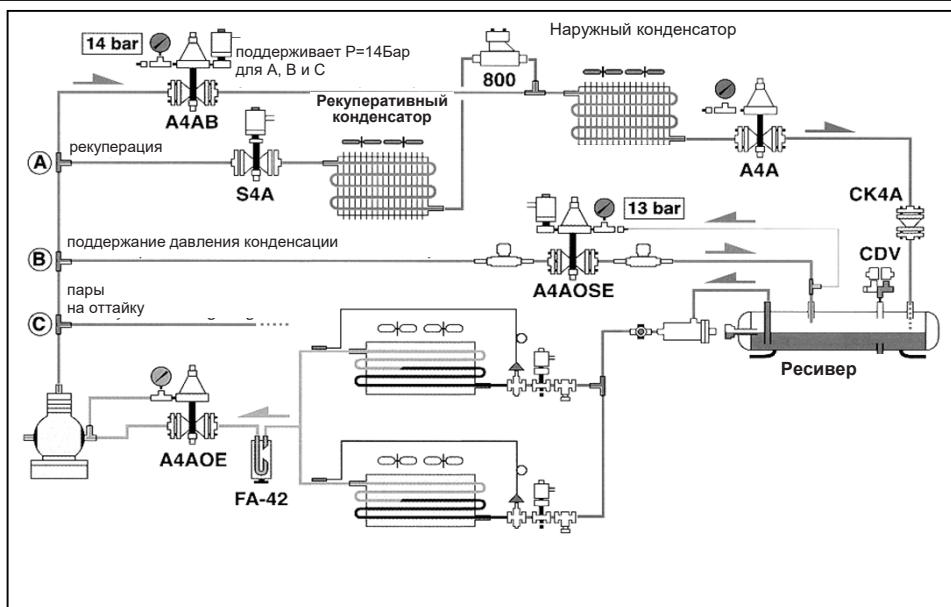 14 bar
поддерживает P=14Бар
для А, В и С
Наружный конденсатор
800
A4AB
Рекуперативный
конденсатор
A
рекуперация
S4A
A4A
CK4A
13 bar
B
поддержание давления конденсации
CDV
A4AOSE
пары
на оттайку
C
Ресивер
A4AOE
FA-42